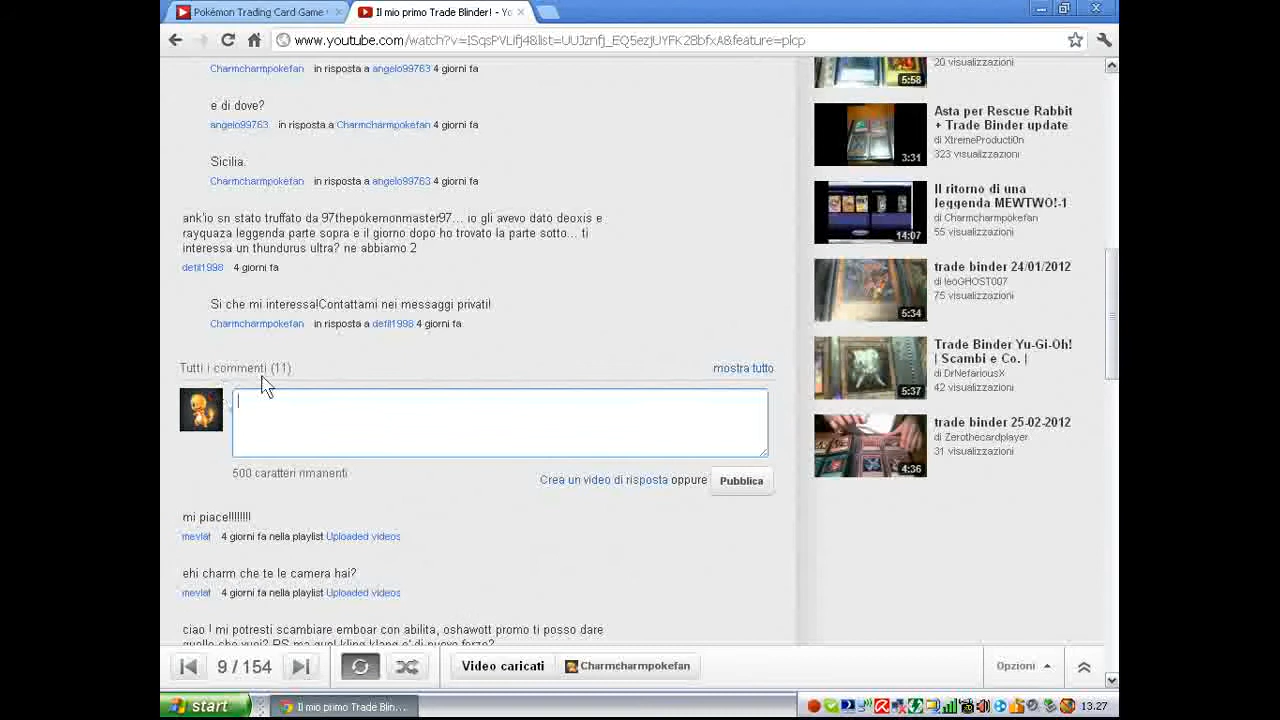 Pokémon Trading Card Game
Il mio primo Trade Blinder! - Yo
www.youtube.com/watch?v=
&feature=plcp
Charmcharmpokefan in risposta a angelo99763 4 giorni fa
e di dove?
angelo99763 in risposta a Charmcharmpokefan 4 giorni fa
Sicilia.
Charmcharmpokefan in risposta a angelo99763 4 giorni fa
ank'io sn stato truffato da 97thepokemonmaster97... io gli avevo dato deoxis e
rayquaza leggenda parte sopra e il giorno dopo ho trovato la parte sotto... ti
interessa un thundurus ultra? ne abbiamo 2
defil1998 4 giorni fa
Si che mi interessa!Contattami nei messaggi privati!
Charmcharmpokefan in risposta a defil1998 4 giorni fa
Tutti i commenti (11) mostra tutto
500 caratteri rimanenti
Crea un video di risposta oppure Pubblica
mi piace!!!!!!!!
mevlat 4 giorni fa nella playlist Uploaded videos
ehi charm che te le camera hai?
mevlat 4 giorni fa nella playlist Uploaded videos
ciao ! mi potresti scambiare emboar con abilita, oshawott promo ti posso dare
20 visualizzazioni
5:58
Asta per Rescue Rabbit
+ Trade Binder update
di XtremeProducti0n
323 visualizzazioni
3:31
Il ritorno di una
leggenda MEWTWO!-1
di Charmcharmpokefan
55 visualizzazioni
14:07
trade binder 24/01/2012
di leoGHOST007
75 visualizzazioni
5:34
Trade Binder Yu-Gi-Oh!
| Scambi e Co. |
di DrNefariousX
42 visualizzazioni
5:37
trade binder 25-02-2012
di Zerothecardplayer
31 visualizzazioni
4:36
9 / 154
Video caricati
Charmcharmpokefan
Opzioni
start
Il mio primo Trade Blin...
13.27